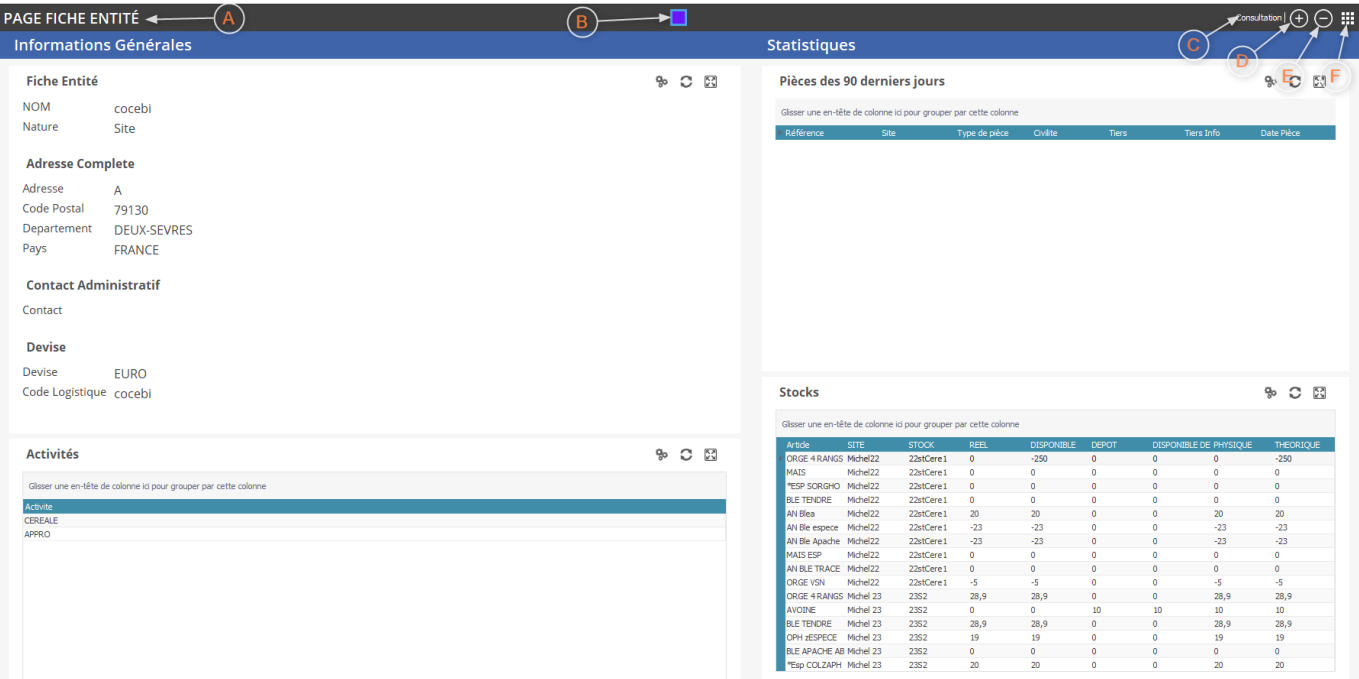 PAGE FICHE ENTITÉ A B Consultation | C D E F
Informations Générales
Fiche Entité
NOM cocebi
Nature Site
Adresse Complete
Adresse A
Code Postal 79130
Departement DEUX-SEVRES
Pays FRANCE
Contact Administratif
Contact
Devise
Devise EURO
Code Logistique cocebi
Activités
Glisser une en-tête de colonne ici pour grouper par cette colonne
Activite
CEREALE
APPRO
Statistiques
Pièces des 90 derniers jours
Glisser une en-tête de colonne ici pour grouper par cette colonne
Référence Site Type de pièce Civilite Tiers Tiers Info Date Pièce
Stocks
Glisser une en-tête de colonne ici pour grouper par cette colonne
Article SITE STOCK REEL DISPONIBLE DEPOT DISPONIBLE DE PHYSIQUE THEORIQUE
ORGE 4 RANGS Michel22 22stCere1 0 -250 0 0 0 -250
MAIS Michel22 22stCere1 0 0 0 0 0 0
*ESP SORGHO Michel22 22stCere1 0 0 0 0 0 0
BLE TENDRE Michel22 22stCere1 0 0 0 0 0 0
AN Blea Michel22 22stCere1 20 20 0 0 20 20
AN Ble espece Michel22 22stCere1 -23 -23 0 0 -23 -23
AN Ble Apache Michel22 22stCere1 -23 -23 0 0 -23 -23
MAIS ESP Michel22 22stCere1 0 0 0 0 0 0
AN BLE TRACE Michel22 22stCere1 0 0 0 0 0 0
ORGE VSN Michel22 22stCere1 -5 -5 0 0 -5 -5
ORGE 4 RANGS Michel 23 23S2 28,9 28,9 0 0 28,9 28,9
AVOINE Michel 23 23S2 0 0 10 10 10 10
BLE TENDRE Michel 23 23S2 28,9 28,9 0 0 28,9 28,9
OPH zESPECE Michel 23 23S2 19 19 0 0 19 19
BLE APACHE AB Michel 23 23S2 0 0 0 0 0 0
*Esp COLZAPH Michel 23 23S2 20 20 0 0 20 20